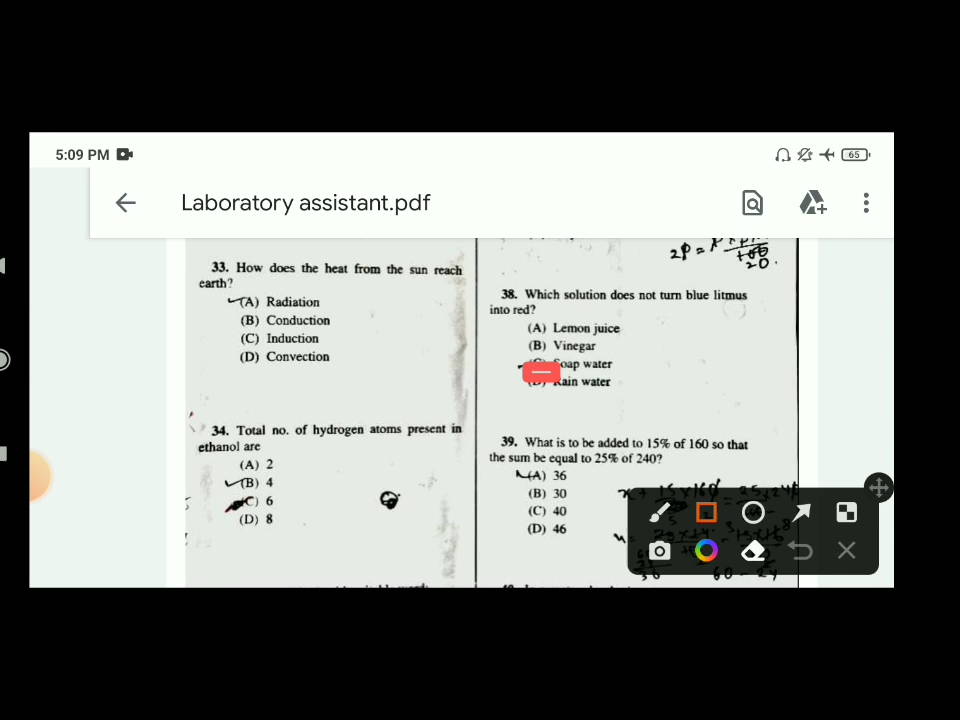 5:09 PM
65
Laboratory assistant.pdf
33. How does the heat from the sun reach
earth?
(A) Radiation
(B) Conduction
(C) Induction
(D) Convection
34. Total no. of hydrogen atoms present in
ethanol are
(A) 2
(B) 4
(C) 6
(D) 8
38. Which solution does not turn blue litmus
into red?
(A) Lemon juice
(B) Vinegar
Soap water
Rain water
39. What is to be added to 15% of 160 so that
the sum be equal to 25% of 240?
(A) 36
(B) 30
(C) 40
(D) 46